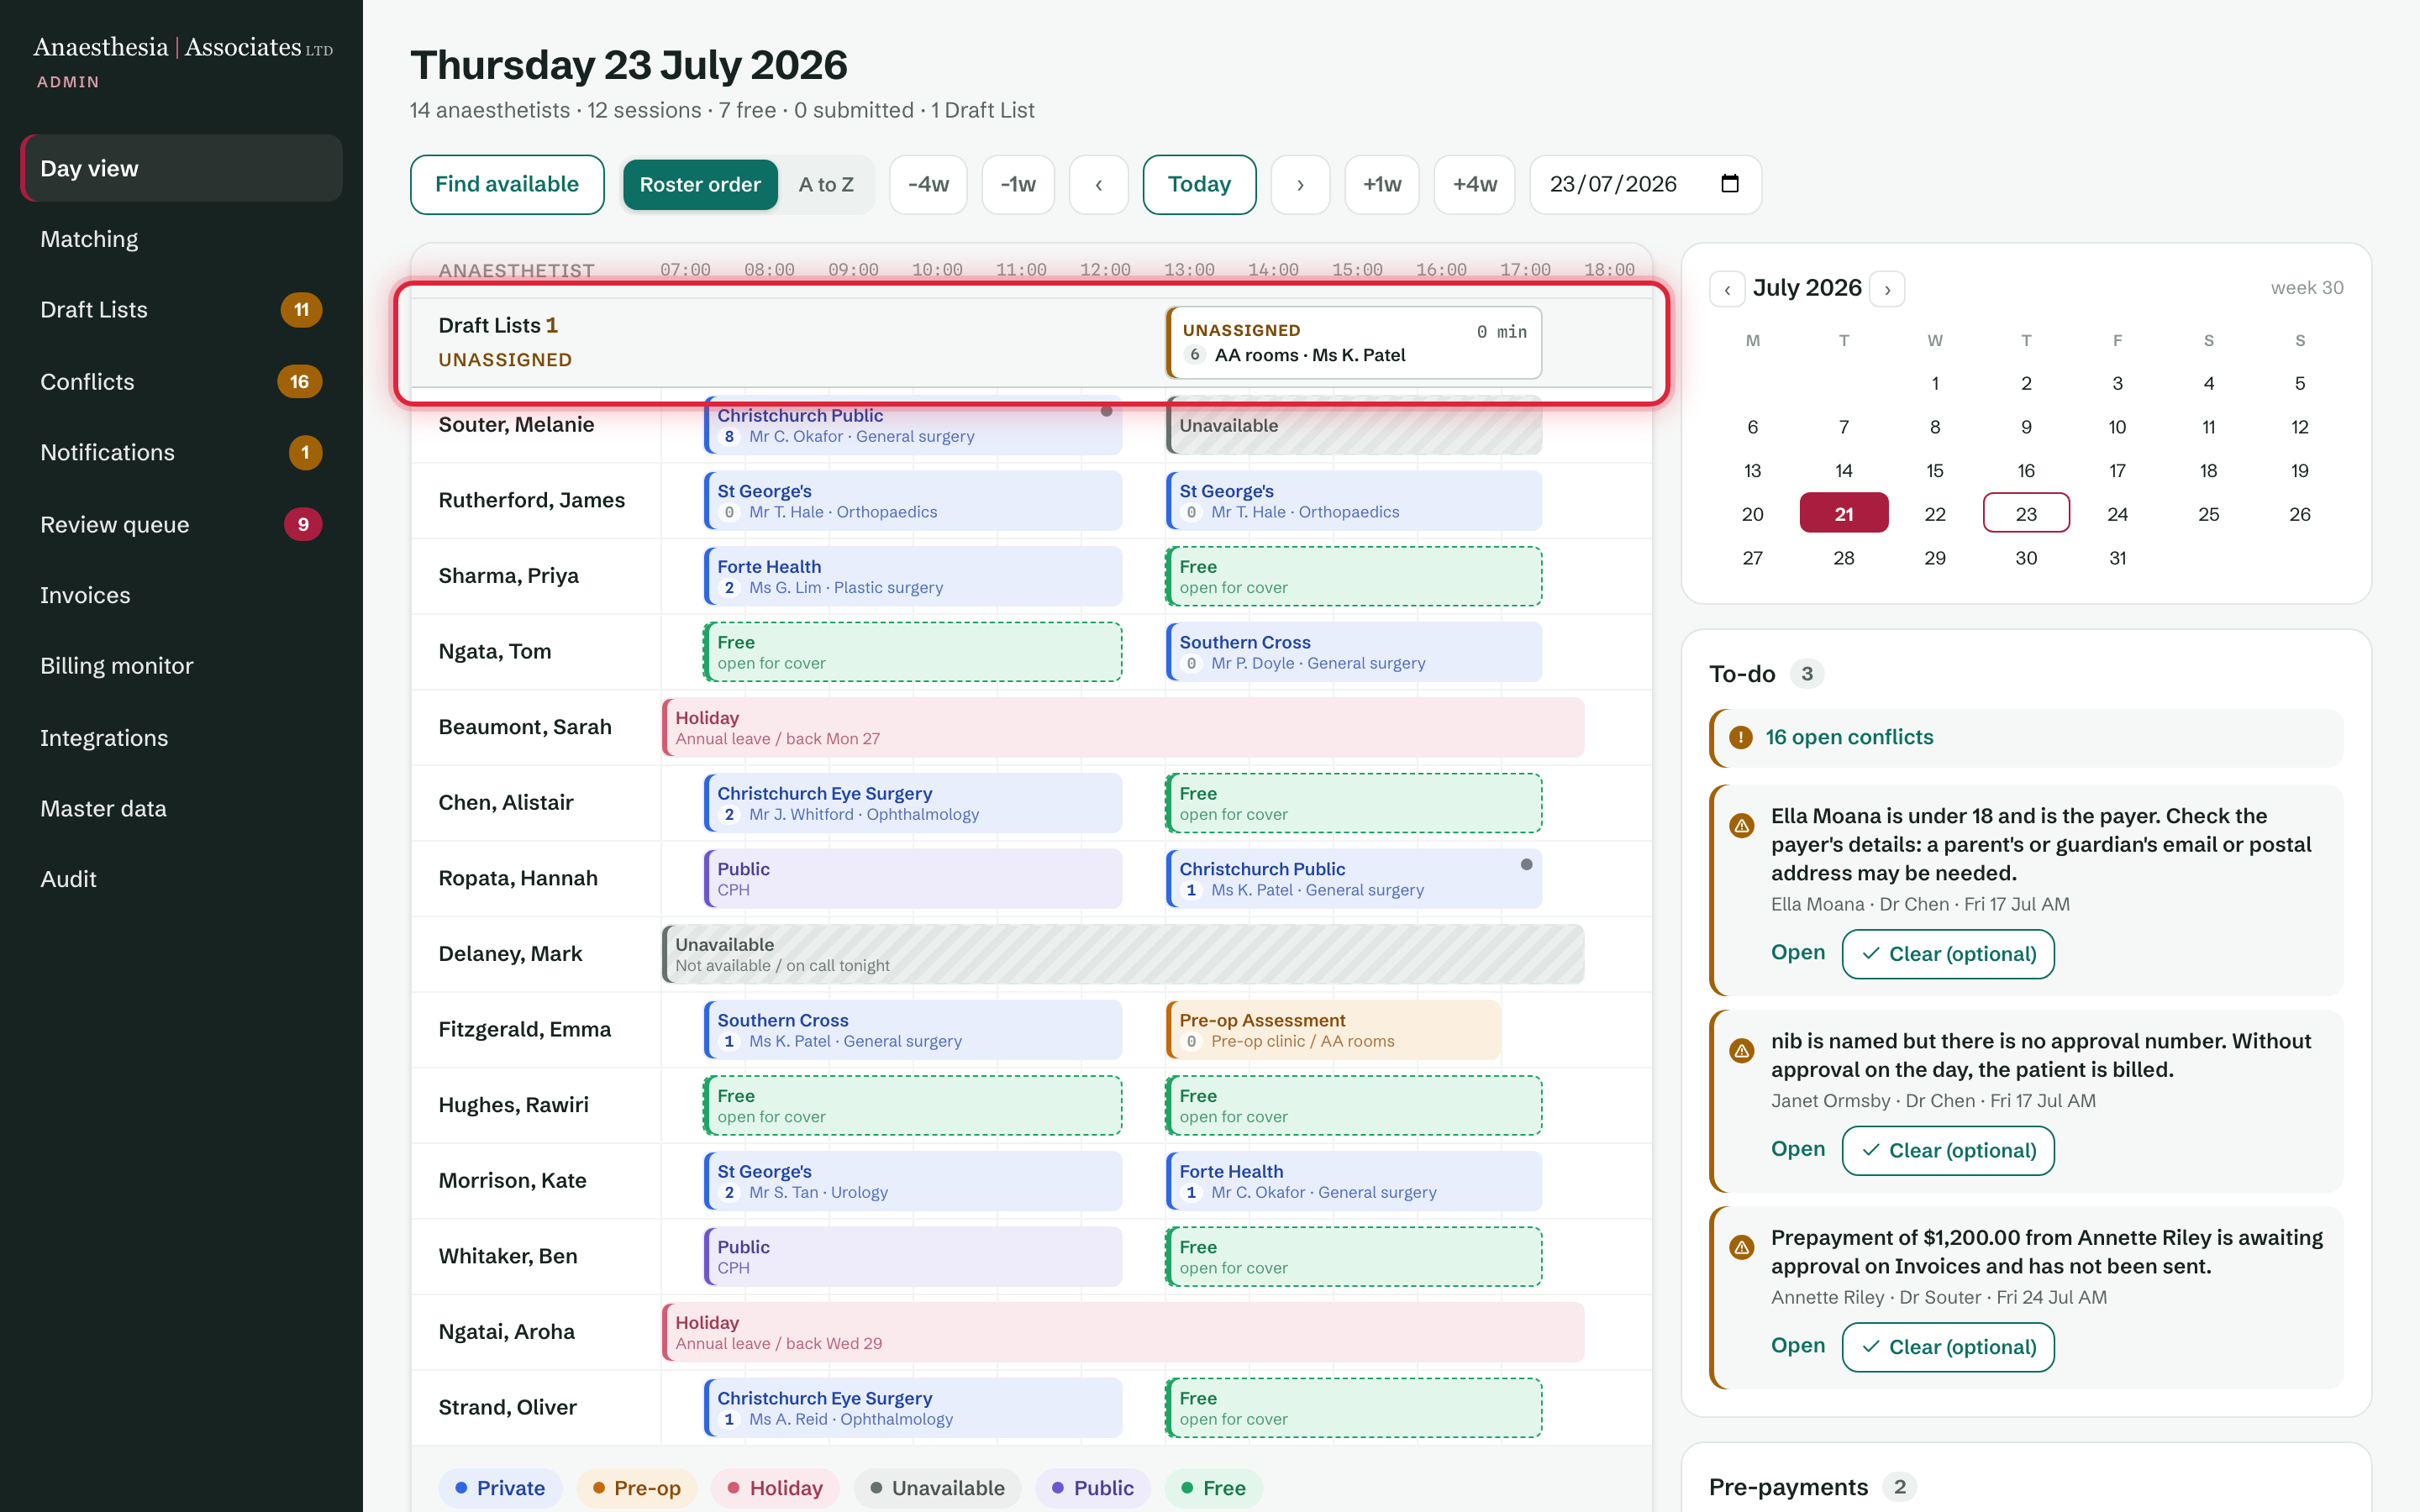 Anaesthesia | Associates LTD
ADMIN
Day view
Matching
Draft Lists 11
Conflicts 16
Notifications 1
Review queue 9
Invoices
Billing monitor
Integrations
Master data
Audit
Thursday 23 July 2026
14 anaesthetists · 12 sessions · 7 free · 0 submitted · 1 Draft List
Find available Roster order A to Z -4w -1w ‹ Today › +1w +4w 23/07/2026
ANAESTHETIST 07:00 08:00 09:00 10:00 11:00 12:00 13:00 14:00 15:00 16:00 17:00 18:00
Draft Lists 1
UNASSIGNED
UNASSIGNED 0 min
6 AA rooms · Ms K. Patel
Souter, Melanie
Christchurch Public
8 Mr C. Okafor · General surgery
Unavailable
Rutherford, James
St George's
0 Mr T. Hale · Orthopaedics
St George's
0 Mr T. Hale · Orthopaedics
Sharma, Priya
Forte Health
2 Ms G. Lim · Plastic surgery
Free
open for cover
Ngata, Tom
Free
open for cover
Southern Cross
0 Mr P. Doyle · General surgery
Beaumont, Sarah
Holiday
Annual leave / back Mon 27
Chen, Alistair
Christchurch Eye Surgery
2 Mr J. Whitford · Ophthalmology
Free
open for cover
Ropata, Hannah
Public
CPH
Christchurch Public
1 Ms K. Patel · General surgery
Delaney, Mark
Unavailable
Not available / on call tonight
Fitzgerald, Emma
Southern Cross
1 Ms K. Patel · General surgery
Pre-op Assessment
0 Pre-op clinic / AA rooms
Hughes, Rawiri
Free
open for cover
Free
open for cover
Morrison, Kate
St George's
2 Mr S. Tan · Urology
Forte Health
1 Mr C. Okafor · General surgery
Whitaker, Ben
Public
CPH
Free
open for cover
Ngatai, Aroha
Holiday
Annual leave / back Wed 29
Strand, Oliver
Christchurch Eye Surgery
1 Ms A. Reid · Ophthalmology
Free
open for cover
Private Pre-op Holiday Unavailable Public Free
‹ July 2026 › week 30
M T W T F S S
1 2 3 4 5
6 7 8 9 10 11 12
13 14 15 16 17 18 19
20 21 22 23 24 25 26
27 28 29 30 31
To-do 3
16 open conflicts
Ella Moana is under 18 and is the payer. Check the
payer's details: a parent's or guardian's email or postal
address may be needed.
Ella Moana · Dr Chen · Fri 17 Jul AM
Open ✓ Clear (optional)
nib is named but there is no approval number. Without
approval on the day, the patient is billed.
Janet Ormsby · Dr Chen · Fri 17 Jul AM
Open ✓ Clear (optional)
Prepayment of $1,200.00 from Annette Riley is awaiting
approval on Invoices and has not been sent.
Annette Riley · Dr Souter · Fri 24 Jul AM
Open ✓ Clear (optional)
Pre-payments 2